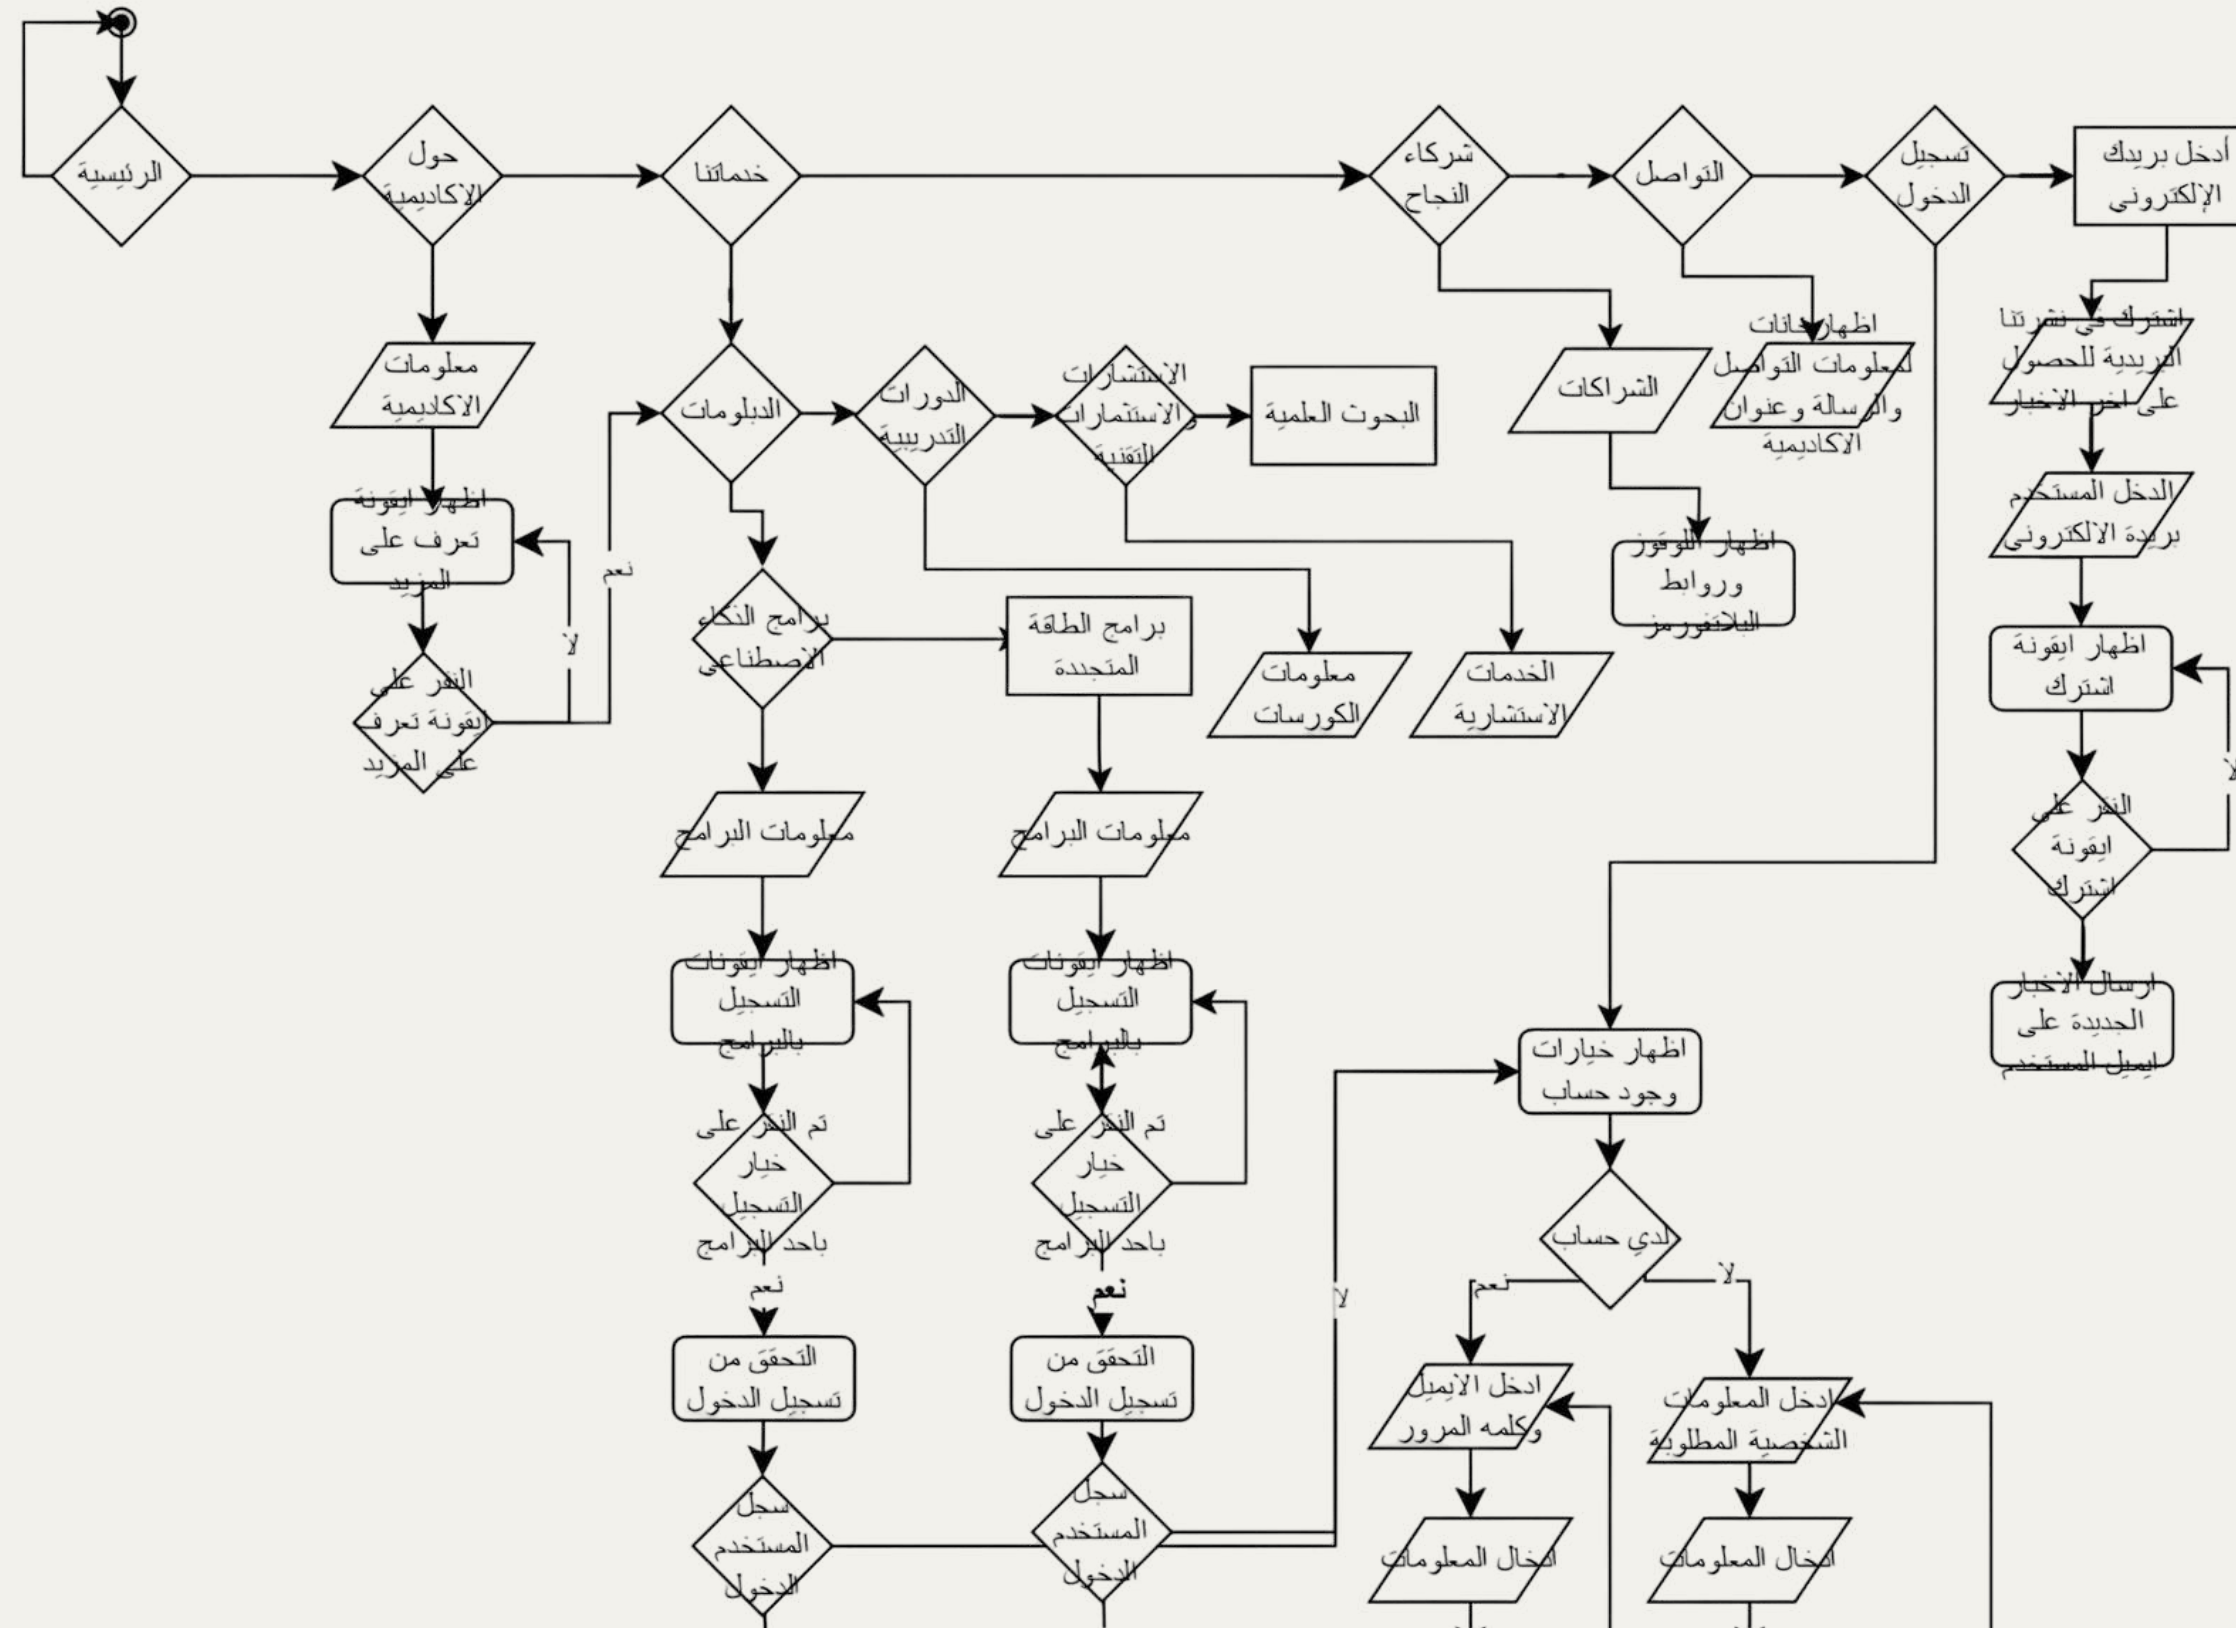 الرئيسية
حول
الاكاديمية
خدماتنا
شركاء
النجاح
التواصل
تسجيل
الدخول
أدخل بريدك
الإلكتروني
معلومات
الاكاديمية
اظهار ايقونة
تعرف على
المزيد
النقر على
ايقونة تعرف
على المزيد
لا
نعم
الدبلومات
الدورات
التدريبية
الاستشارات
والاستثمارات
التقنية
البحوث العلمية
الشراكات
اظهار خانات
لمعلومات التواصل
والرسالة وعنوان
الاكاديمية
اشترك في نشرتنا
البريدية للحصول
على اخر الاخبار
الدخل المستخدم
بريدة الالكتروني
اظهار اللوقوز
وروابط
البلاتفورمز
برامج الذكاء
الاصطناعي
برامج الطاقة
المتجددة
معلومات
الكورسات
الخدمات
الاستشارية
اظهار ايقونة
اشترك
لا
النقر على
ايقونة
اشترك
ارسال الاخبار
الجديدة على
ايميل المستخدم
معلومات البرامج
معلومات البرامج
اظهار ايقونات
التسجيل
بالبرامج
اظهار ايقونات
التسجيل
بالبرامج
تم النقر على
خيار
التسجيل
باحد البرامج
تم النقر على
خيار
التسجيل
باحد البرامج
نعم
نعم
التحقق من
تسجيل الدخول
التحقق من
تسجيل الدخول
سجل
المستخدم
الدخول
سجل
المستخدم
الدخول
لا
اظهار خيارات
وجود حساب
لدي حساب
نعم
لا
ادخل الايميل
وكلمه المرور
ادخل المعلومات
الشخصية المطلوبة
ادخال المعلومات
ادخال المعلومات